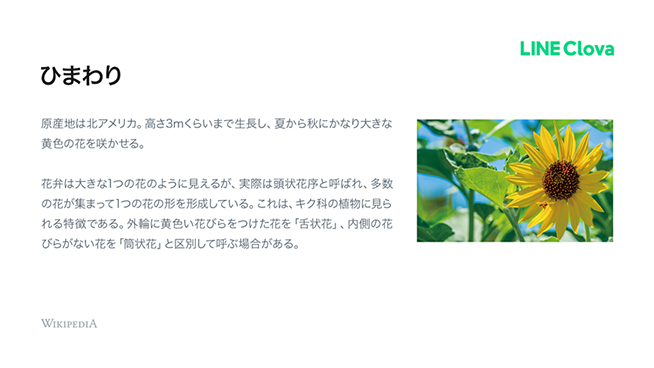 LINE Clova
ひまわり
原産地は北アメリカ。高さ3mくらいまで生長し、夏から秋にかなり大きな
黄色の花を咲かせる。
花弁は大きな1つの花のように見えるが、実際は頭状花序と呼ばれ、多数
の花が集まって1つの花の形を形成している。これは、キク科の植物に見ら
れる特徴である。外輪に黄色い花びらをつけた花を「舌状花」、内側の花
びらがない花を「筒状花」と区別して呼ぶ場合がある。
WIKIPEDIA